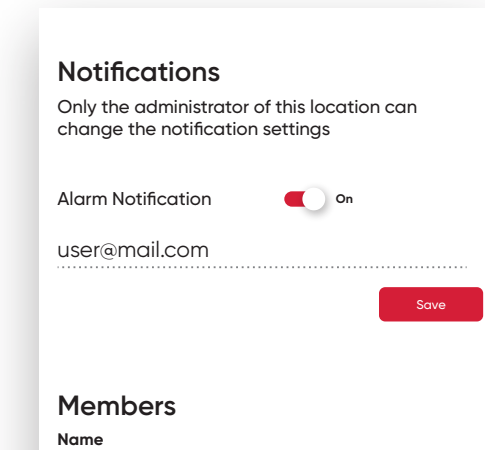 Notifications
Only the administrator of this location can
change the notification settings
Alarm Notification On
user@mail.com
Save
Members
Name